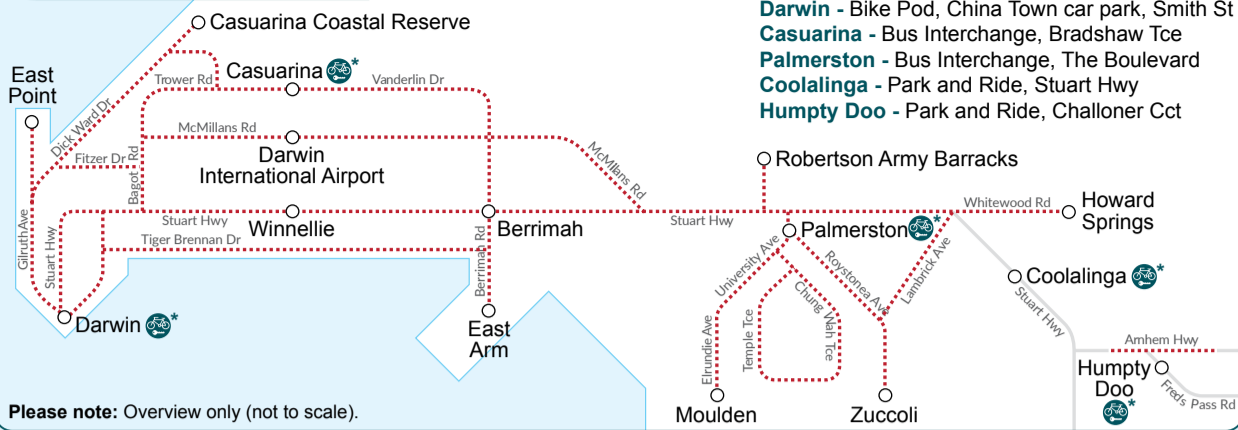 Darwin - Bike Pod, China Town car park, Smith St
Casuarina - Bus Interchange, Bradshaw Tce
Palmerston - Bus Interchange, The Boulevard
Coolalinga - Park and Ride, Stuart Hwy
Humpty Doo - Park and Ride, Challoner Cct
Casuarina Coastal Reserve
East
Point
Trower Rd
Casuarina *
Vanderlin Dr
Dick Ward Dr
McMillans Rd
Darwin
International Airport
Fitzer Dr
Bagot Rd
McMllans Rd
Robertson Army Barracks
Gilruth Ave
Stuart Hwy
Stuart Hwy
Winnellie
Tiger Brennan Dr
Berrimah
Berrimah Rd
Stuart Hwy
Palmerston *
Whitewood Rd
Howard
Springs
University Ave
Roystonea Ave
Lambrick Ave
Coolalinga *
Stuart Hwy
Chung Wah Tce
Temple Tce
Elrundie Ave
Darwin *
East
Arm
Arnhem Hwy
Humpty
Doo
*
Freds Pass Rd
Moulden
Zuccoli
Please note: Overview only (not to scale).